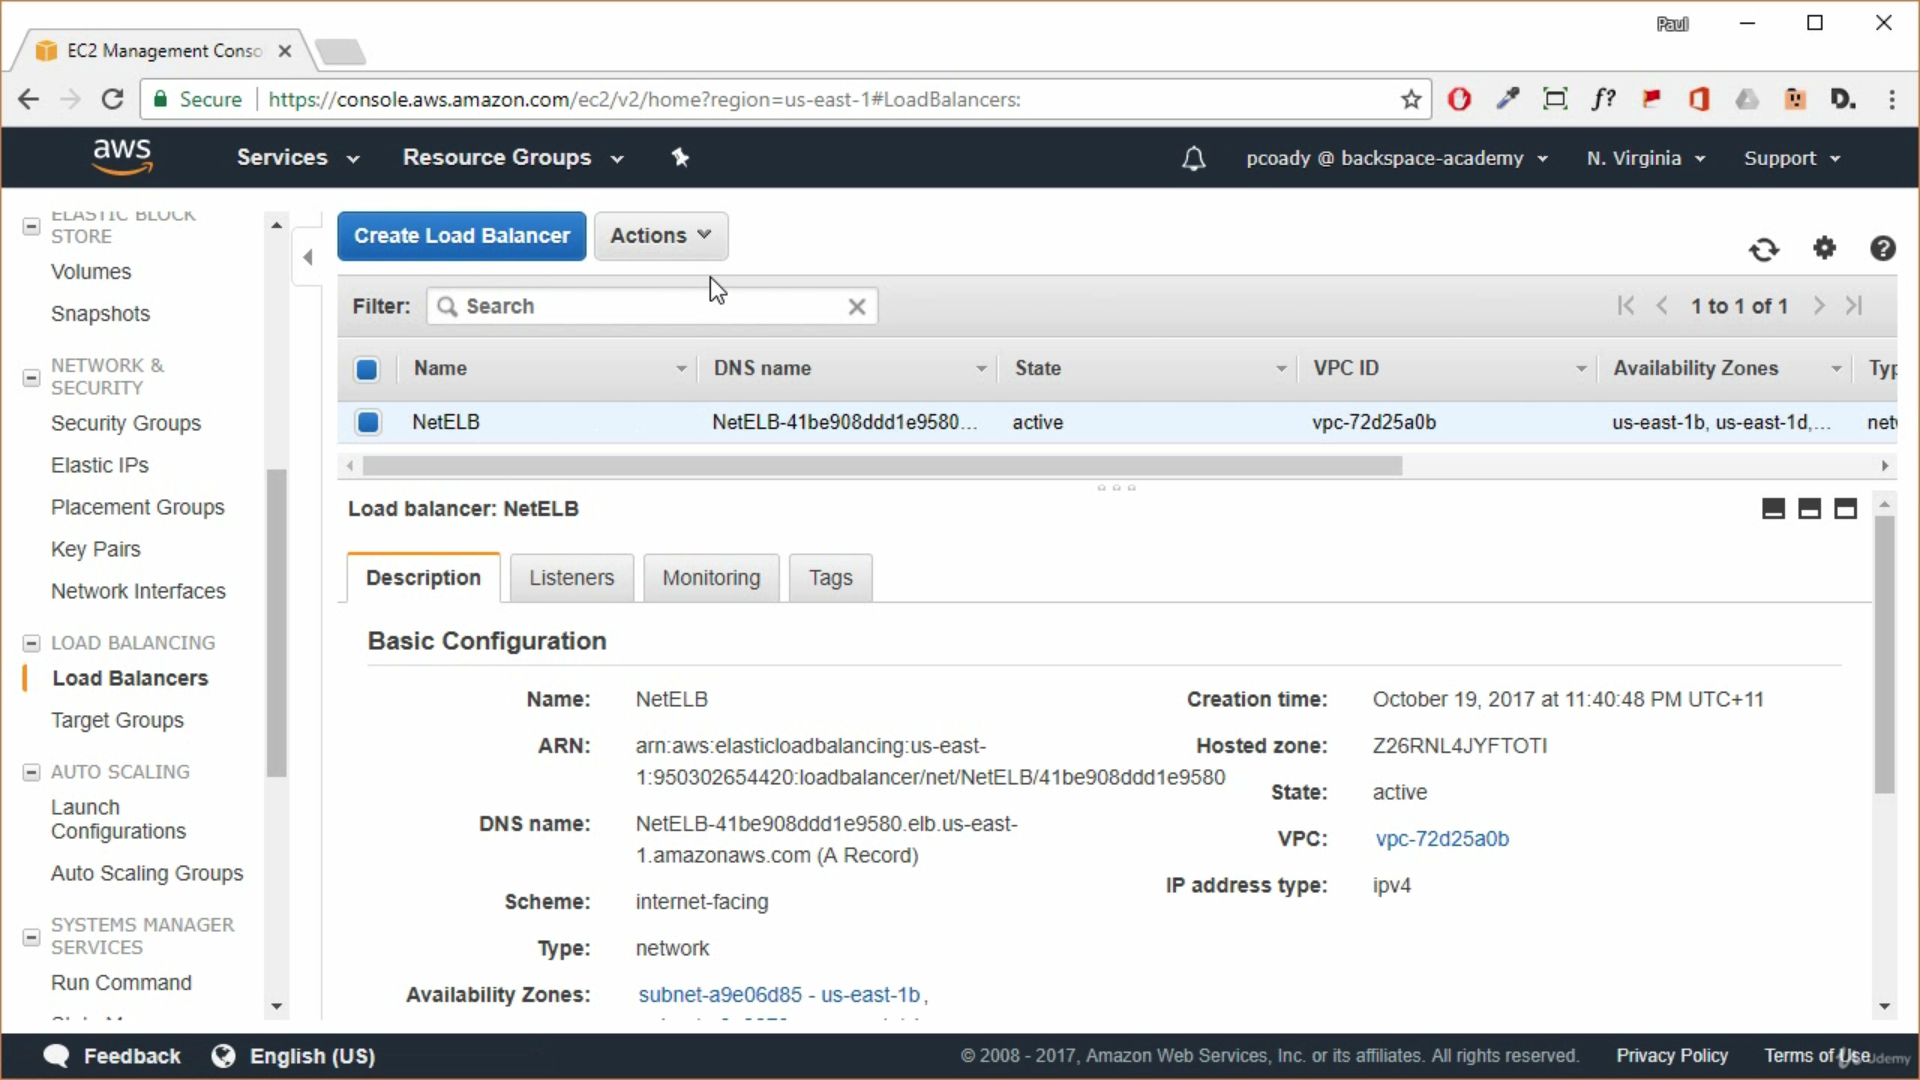 Paul
EC2 Management Conso
Secure
https://console.aws.amazon.com/ec2/v2/home?region=us-east-1#LoadBalancers:
f?
D.
aws
Services
Resource Groups
pcoady @ backspace-academy
N. Virginia
Support
ELASTIC BLOCK
STORE
Volumes
Snapshots
NETWORK &
SECURITY
Security Groups
Elastic IPs
Placement Groups
Key Pairs
Network Interfaces
LOAD BALANCING
Load Balancers
Target Groups
AUTO SCALING
Launch
Configurations
Auto Scaling Groups
SYSTEMS MANAGER
SERVICES
Run Command
Create Load Balancer
Actions
Filter:
Search
1 to 1 of 1
Name DNS name State VPC ID Availability Zones Typ
NetELB NetELB-41be908ddd1e9580... active vpc-72d25a0b us-east-1b, us-east-1d,... net
Load balancer: NetELB
Description Listeners Monitoring Tags
Basic Configuration
Name: NetELB
ARN: arn:aws:elasticloadbalancing:us-east-
1:950302654420:loadbalancer/net/NetELB/41be908ddd1e9580
DNS name: NetELB-41be908ddd1e9580.elb.us-east-
1.amazonaws.com (A Record)
Scheme: internet-facing
Type: network
Availability Zones: subnet-a9e06d85 - us-east-1b,
Creation time: October 19, 2017 at 11:40:48 PM UTC+11
Hosted zone: Z26RNL4JYFTOTI
State: active
VPC: vpc-72d25a0b
IP address type: ipv4
Feedback
English (US)
© 2008 - 2017, Amazon Web Services, Inc. or its affiliates. All rights reserved.
Privacy Policy
Terms of Use
Udemy